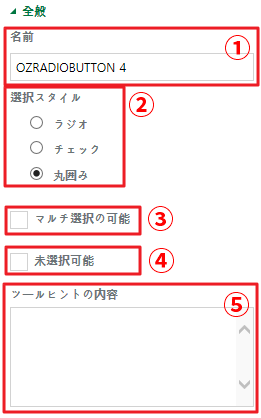 全般
名前
①
OZRADIOBUTTON 4
選択スタイル
②
ラジオ
チェック
丸囲み
マルチ選択の可能
③
未選択可能
④
ツールヒントの内容
⑤